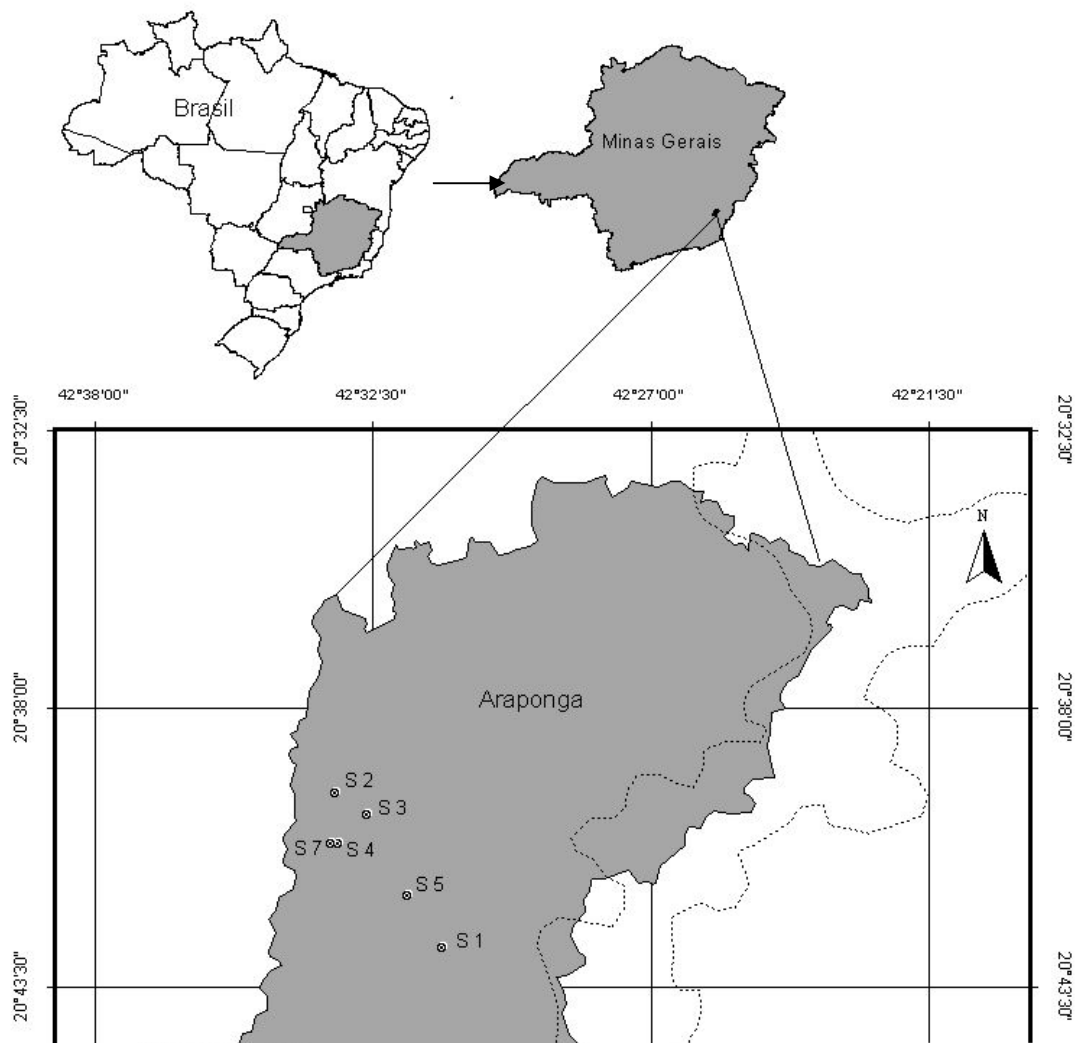 Brasil
Minas Gerais
42°38'00"
42°32'30"
42°27'00"
42°21'30"
20°32'30"
20°32'30"
N
Araponga
20°38'00"
20°38'00"
S 2
S 3
S 7
S 4
S 5
S 1
20°43'30"
20°43'30"